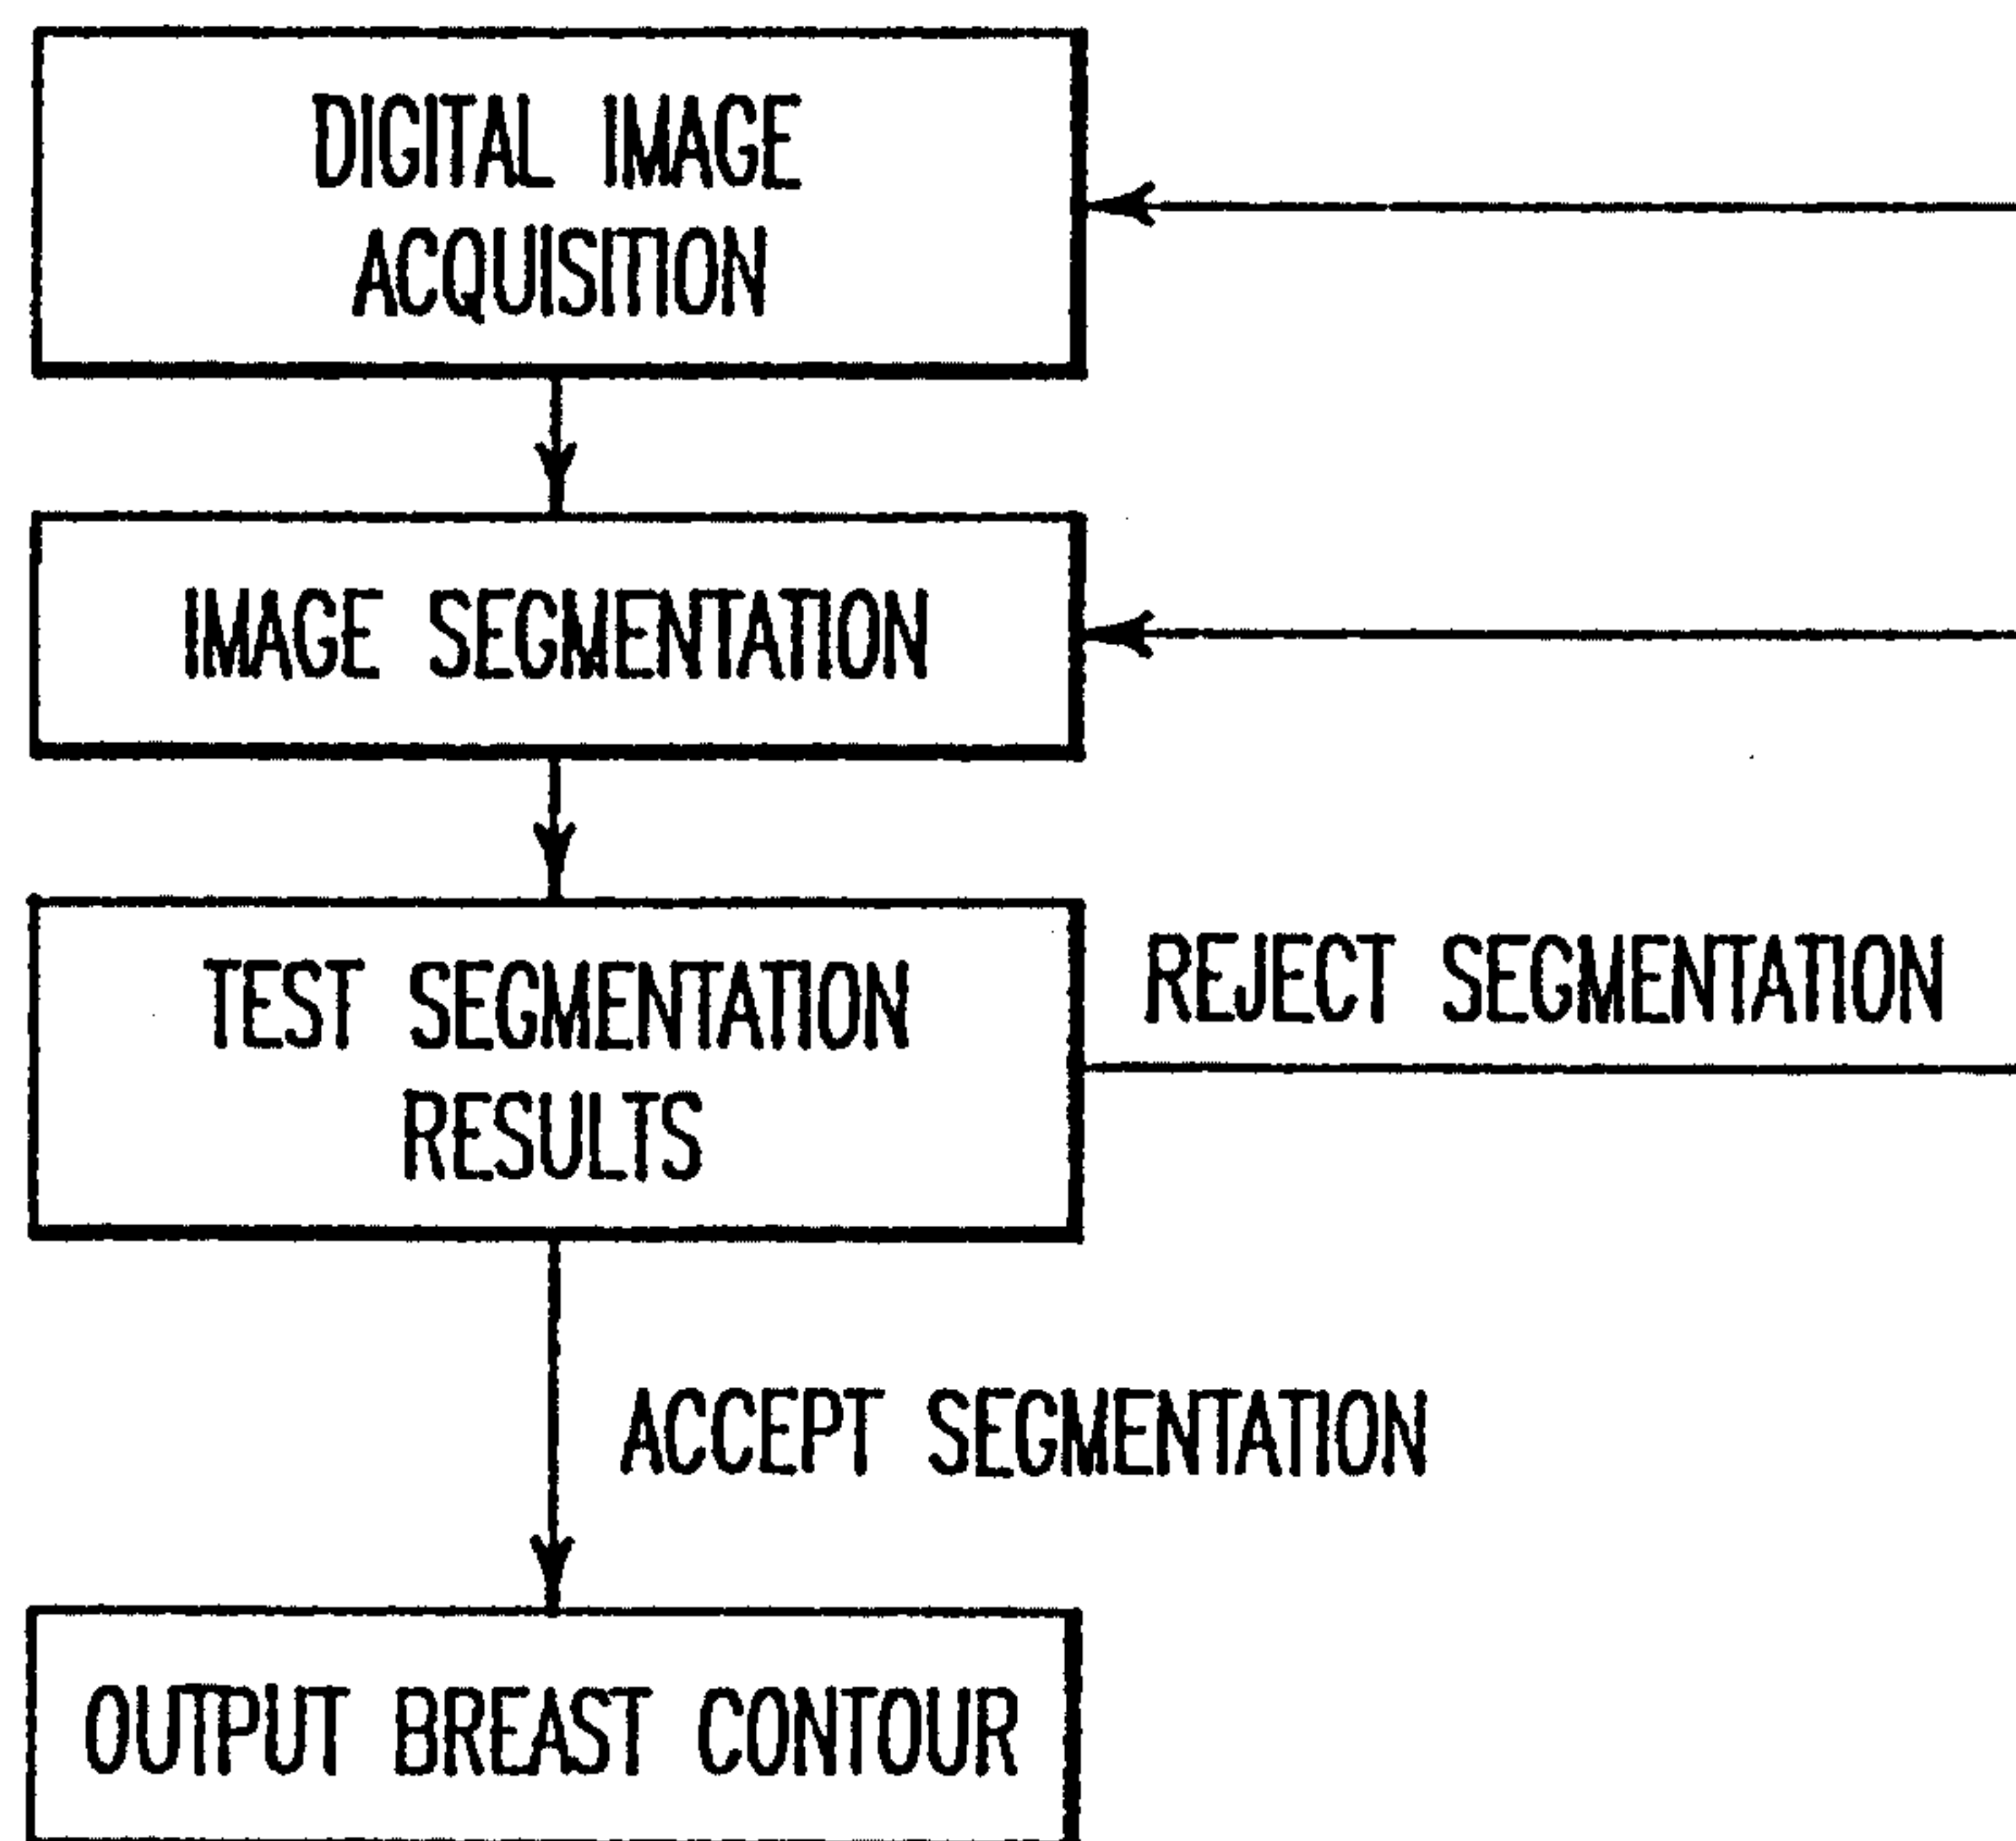 DIGITAL IMAGE
ACQUISITION
IMAGE SEGMENTATION
TEST SEGMENTATION
RESULTS
REJECT SEGMENTATION
ACCEPT SEGMENTATION
OUTPUT BREAST CONTOUR